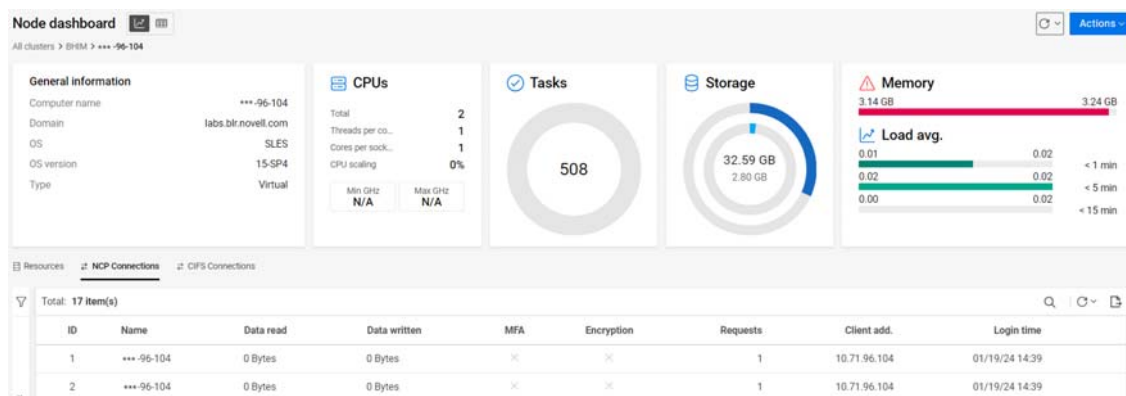 Node dashboard
Actions
All clusters > BHIM > ***-96-104
General information
Computer name ***-96-104
Domain labs.blr.novell.com
OS SLES
OS version 15-SP4
Type Virtual
CPUs
Total 2
Threads per co... 1
Cores per sock... 1
CPU scaling 0%
Min GHz Max GHz
N/A N/A
Tasks
508
Storage
32.59 GB
2.80 GB
Memory
3.14 GB 3.24 GB
Load avg.
0.01 0.02 < 1 min
0.02 0.02 < 5 min
0.00 0.02 < 15 min
Resources NCP Connections CIFS Connections
Total: 17 item(s)
ID Name Data read Data written MFA Encryption Requests Client add. Login time
1 ***-96-104 0 Bytes 0 Bytes 1 10.71.96.104 01/19/24 14:39
2 ***-96-104 0 Bytes 0 Bytes 1 10.71.96.104 01/19/24 14:39